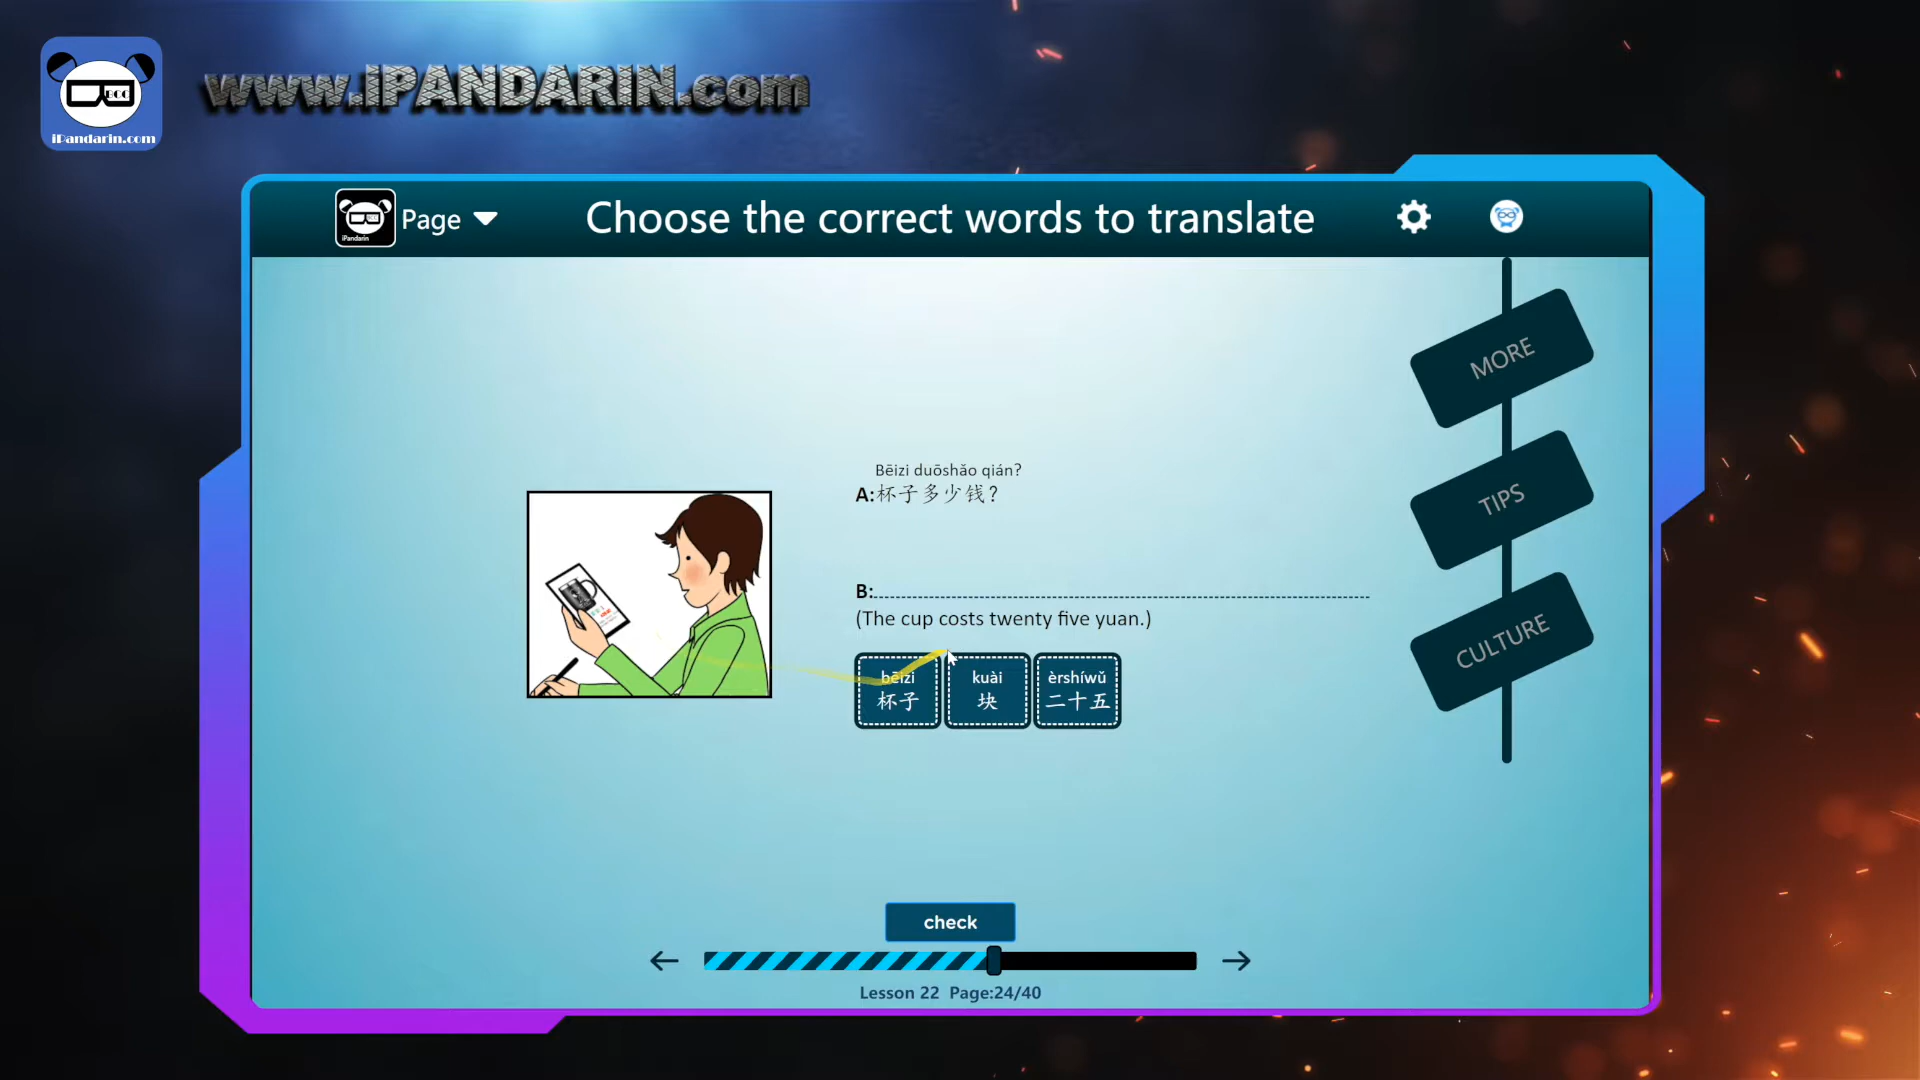 BCC
iPandarin.com
www.iPANDARIN.com
iPandarin
Page
Choose the correct words to translate
MORE
TIPS
CULTURE
Bēizi duōshǎo qián?
A:杯子多少钱?
B:
(The cup costs twenty five yuan.)
bēizi kuài èrshíwǔ
杯子 块 二十五
check
Lesson 22 Page:24/40